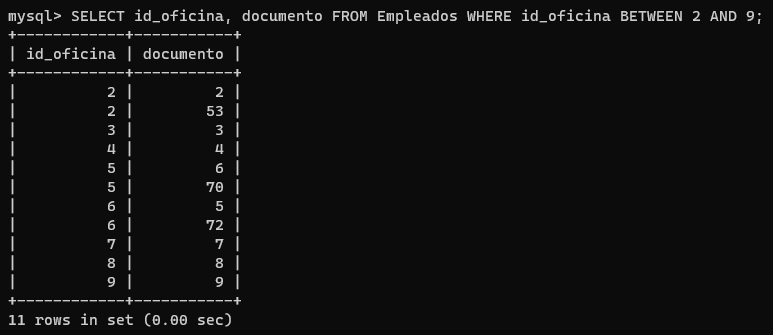 mysql> SELECT id_oficina, documento FROM Empleados WHERE id_oficina BETWEEN 2 AND 9;
+------------+-----------+
| id_oficina | documento |
+------------+-----------+
|          2 |         2 |
|          2 |        53 |
|          3 |         3 |
|          4 |         4 |
|          5 |         6 |
|          5 |        70 |
|          6 |         5 |
|          6 |        72 |
|          7 |         7 |
|          8 |         8 |
|          9 |         9 |
+------------+-----------+
11 rows in set (0.00 sec)